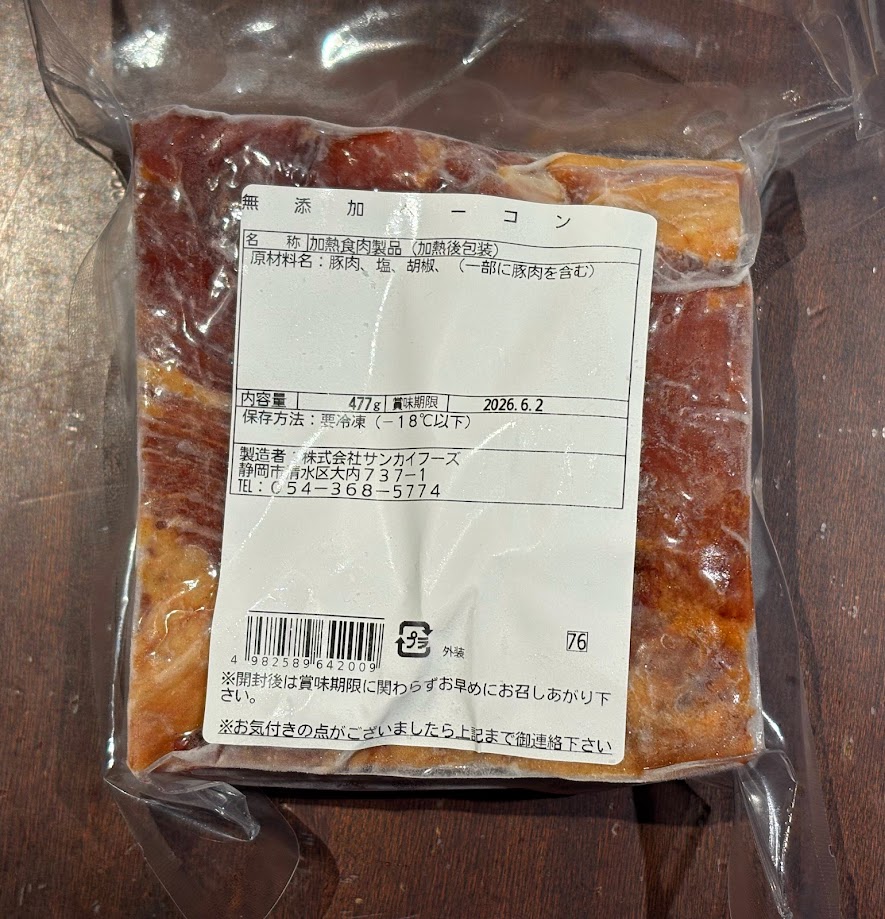 無添加 ーコン
名称 加熱食肉製品（加熱後包装）
原材料名：豚肉、塩、胡椒、（一部に豚肉を含む）
内容量 477g 賞味期限 2026.6.2
保存方法：要冷凍（－18℃以下）
製造者：株式会社サンカイフーズ
静岡市清水区大内737－1
TEL：054－368－5774
4 982589 642009
プラ 外装 76
※開封後は賞味期限に関わらずお早めにお召しあがり下
さい。
※お気付きの点がございましたら上記まで御連絡下さい